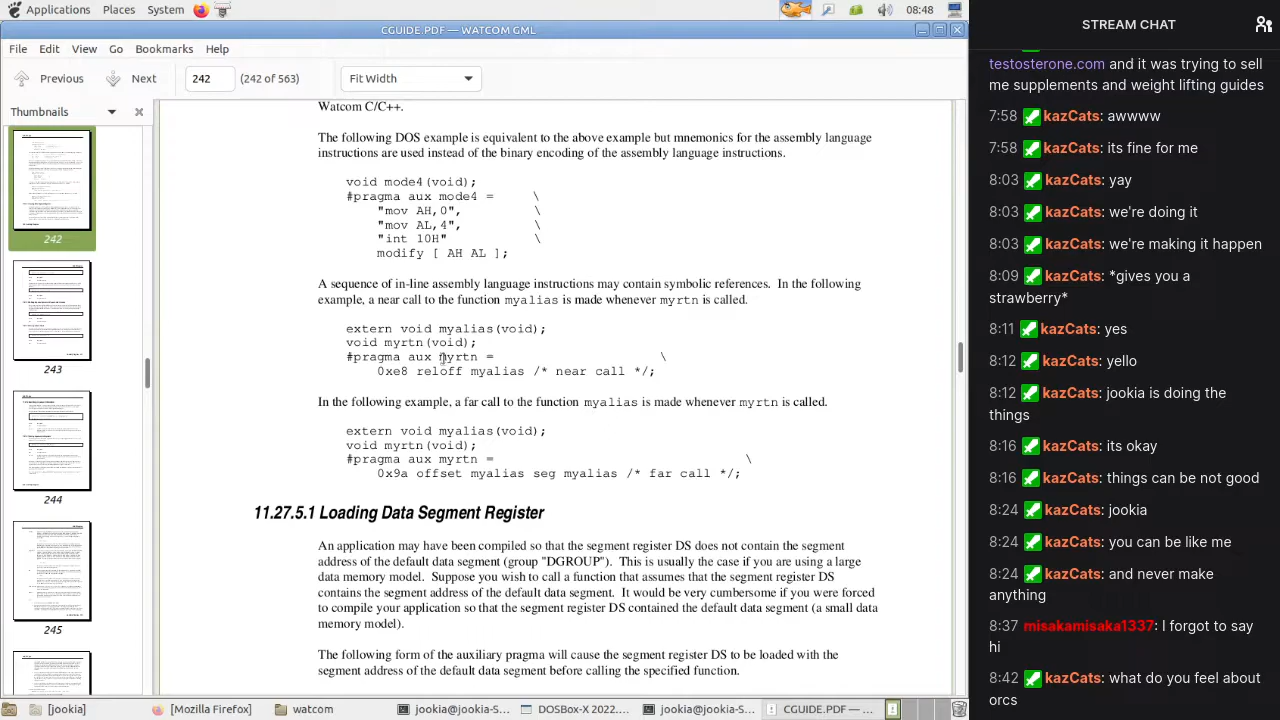 Applications Places System 08:48
CGUIDE.PDF — WATCOM GML
File Edit View Go Bookmarks Help
Previous Next 242 (242 of 563) Fit Width
Thumbnails
242
243
244
245
Watcom C/C++.
The following DOS example is equivalent to the above example but mnemonics for the assembly language
instructions are used instead of the binary encoding of the assembly language instructions.
void mode4(void);
#pragma aux mode4 = \
"mov AH,0", \
"mov AL,4", \
"int 10H" \
modify [ AH AL ];
A sequence of in-line assembly language instructions may contain symbolic references. In the following
example, a near call to the function myalias is made whenever myrtn is called.
extern void myalias(void);
void myrtn(void);
#pragma aux myrtn = \
0xe8 reloff myalias /* near call */;
In the following example, a far call to the function myalias is made whenever myrtn is called.
extern void myalias(void);
void myrtn(void);
#pragma aux myrtn = \
0x9a offset myalias seg myalias /* far call */;
11.27.5.1 Loading Data Segment Register
An application may have been compiled so that the segment register DS does not contain the segment
address of the default data segment (group "DGROUP"). This is usually the case if you are using a large
data memory model. Suppose you wish to call a function that assumes that the segment register DS
contains the segment address of the default data segment. It would be very cumbersome if you were forced
to compile your application so that the segment register DS contained the default data segment (a small data
memory model).
The following form of the auxiliary pragma will cause the segment register DS to be loaded with the
segment address of the default data segment before calling the specified function.
[jookia] [Mozilla Firefox] watcom jookia@jookia-S... DOSBox-X 2022.... jookia@jookia-S... CGUIDE.PDF — ...
STREAM CHAT
testosterone.com and it was trying to sell
me supplements and weight lifting guides
7:58 kazCats: awwww
7:58 kazCats: its fine for me
8:03 kazCats: yay
8:03 kazCats: we're doing it
8:03 kazCats: we're making it happen
8:09 kazCats: *gives you a
strawberry*
8:11 kazCats: yes
8:12 kazCats: yello
8:12 kazCats: jookia is doing the
things
8:16 kazCats: its okay
8:16 kazCats: things can be not good
8:24 kazCats: jookia
8:24 kazCats: you can be like me
8:24 kazCats: and never make
anything
8:37 misakamisaka1337: I forgot to say
hi
8:42 kazCats: what do you feel about
orcs